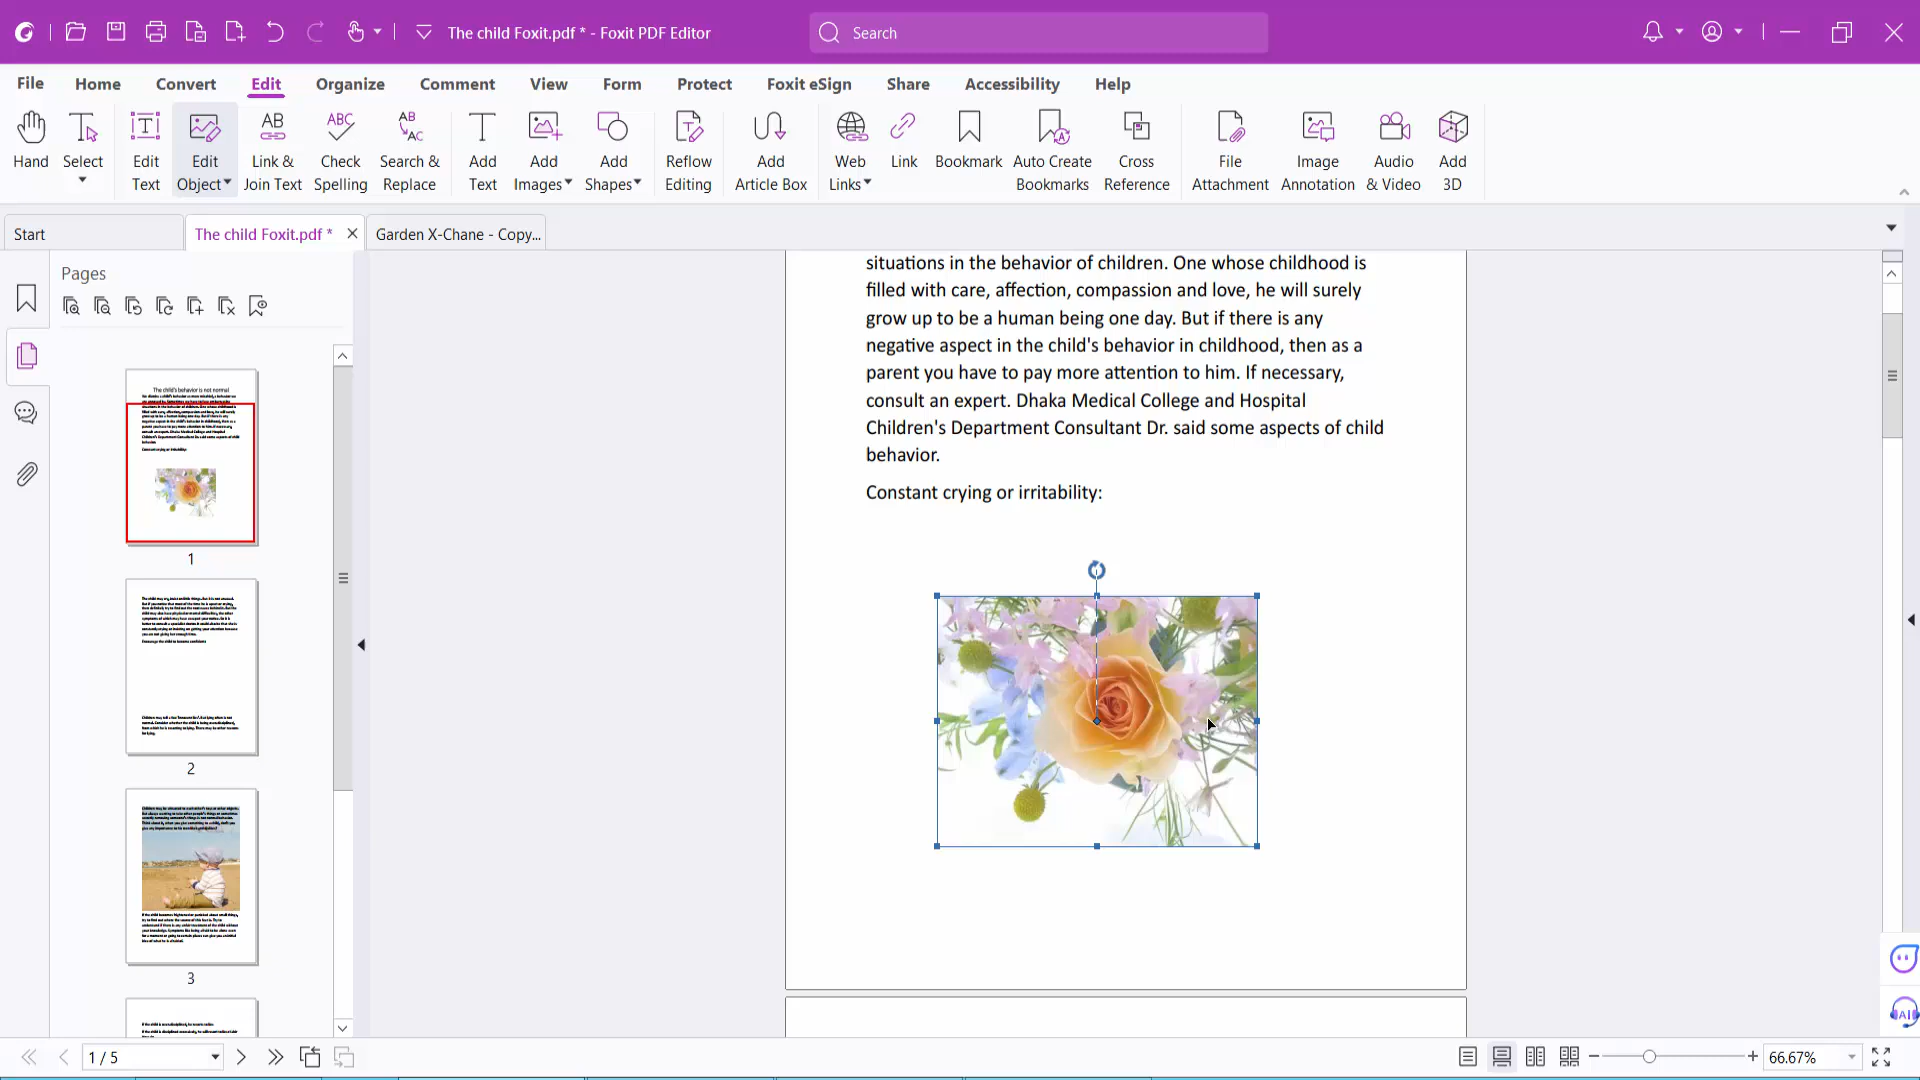 The child Foxit.pdf * - Foxit PDF Editor
Search
File
Home
Convert
Edit
Organize
Comment
View
Form
Protect
Foxit eSign
Share
Accessibility
Help
Hand
Select
Edit
Text
Edit
Object
Link &
Join Text
Check
Spelling
Search &
Replace
Add
Text
Add
Images
Add
Shapes
Reflow
Editing
Add
Article Box
Web
Links
Link
Bookmark
Auto Create
Bookmarks
Cross
Reference
File
Attachment
Image
Annotation
Audio
& Video
Add
3D
Start
The child Foxit.pdf *
Garden X-Chane - Copy...
Pages
The child's behavior is not normal
1
2
3
situations in the behavior of children. One whose childhood is
filled with care, affection, compassion and love, he will surely
grow up to be a human being one day. But if there is any
negative aspect in the child's behavior in childhood, then as a
parent you have to pay more attention to him. If necessary,
consult an expert. Dhaka Medical College and Hospital
Children's Department Consultant Dr. said some aspects of child
behavior.
Constant crying or irritability:
AI
1 / 5
66.67%